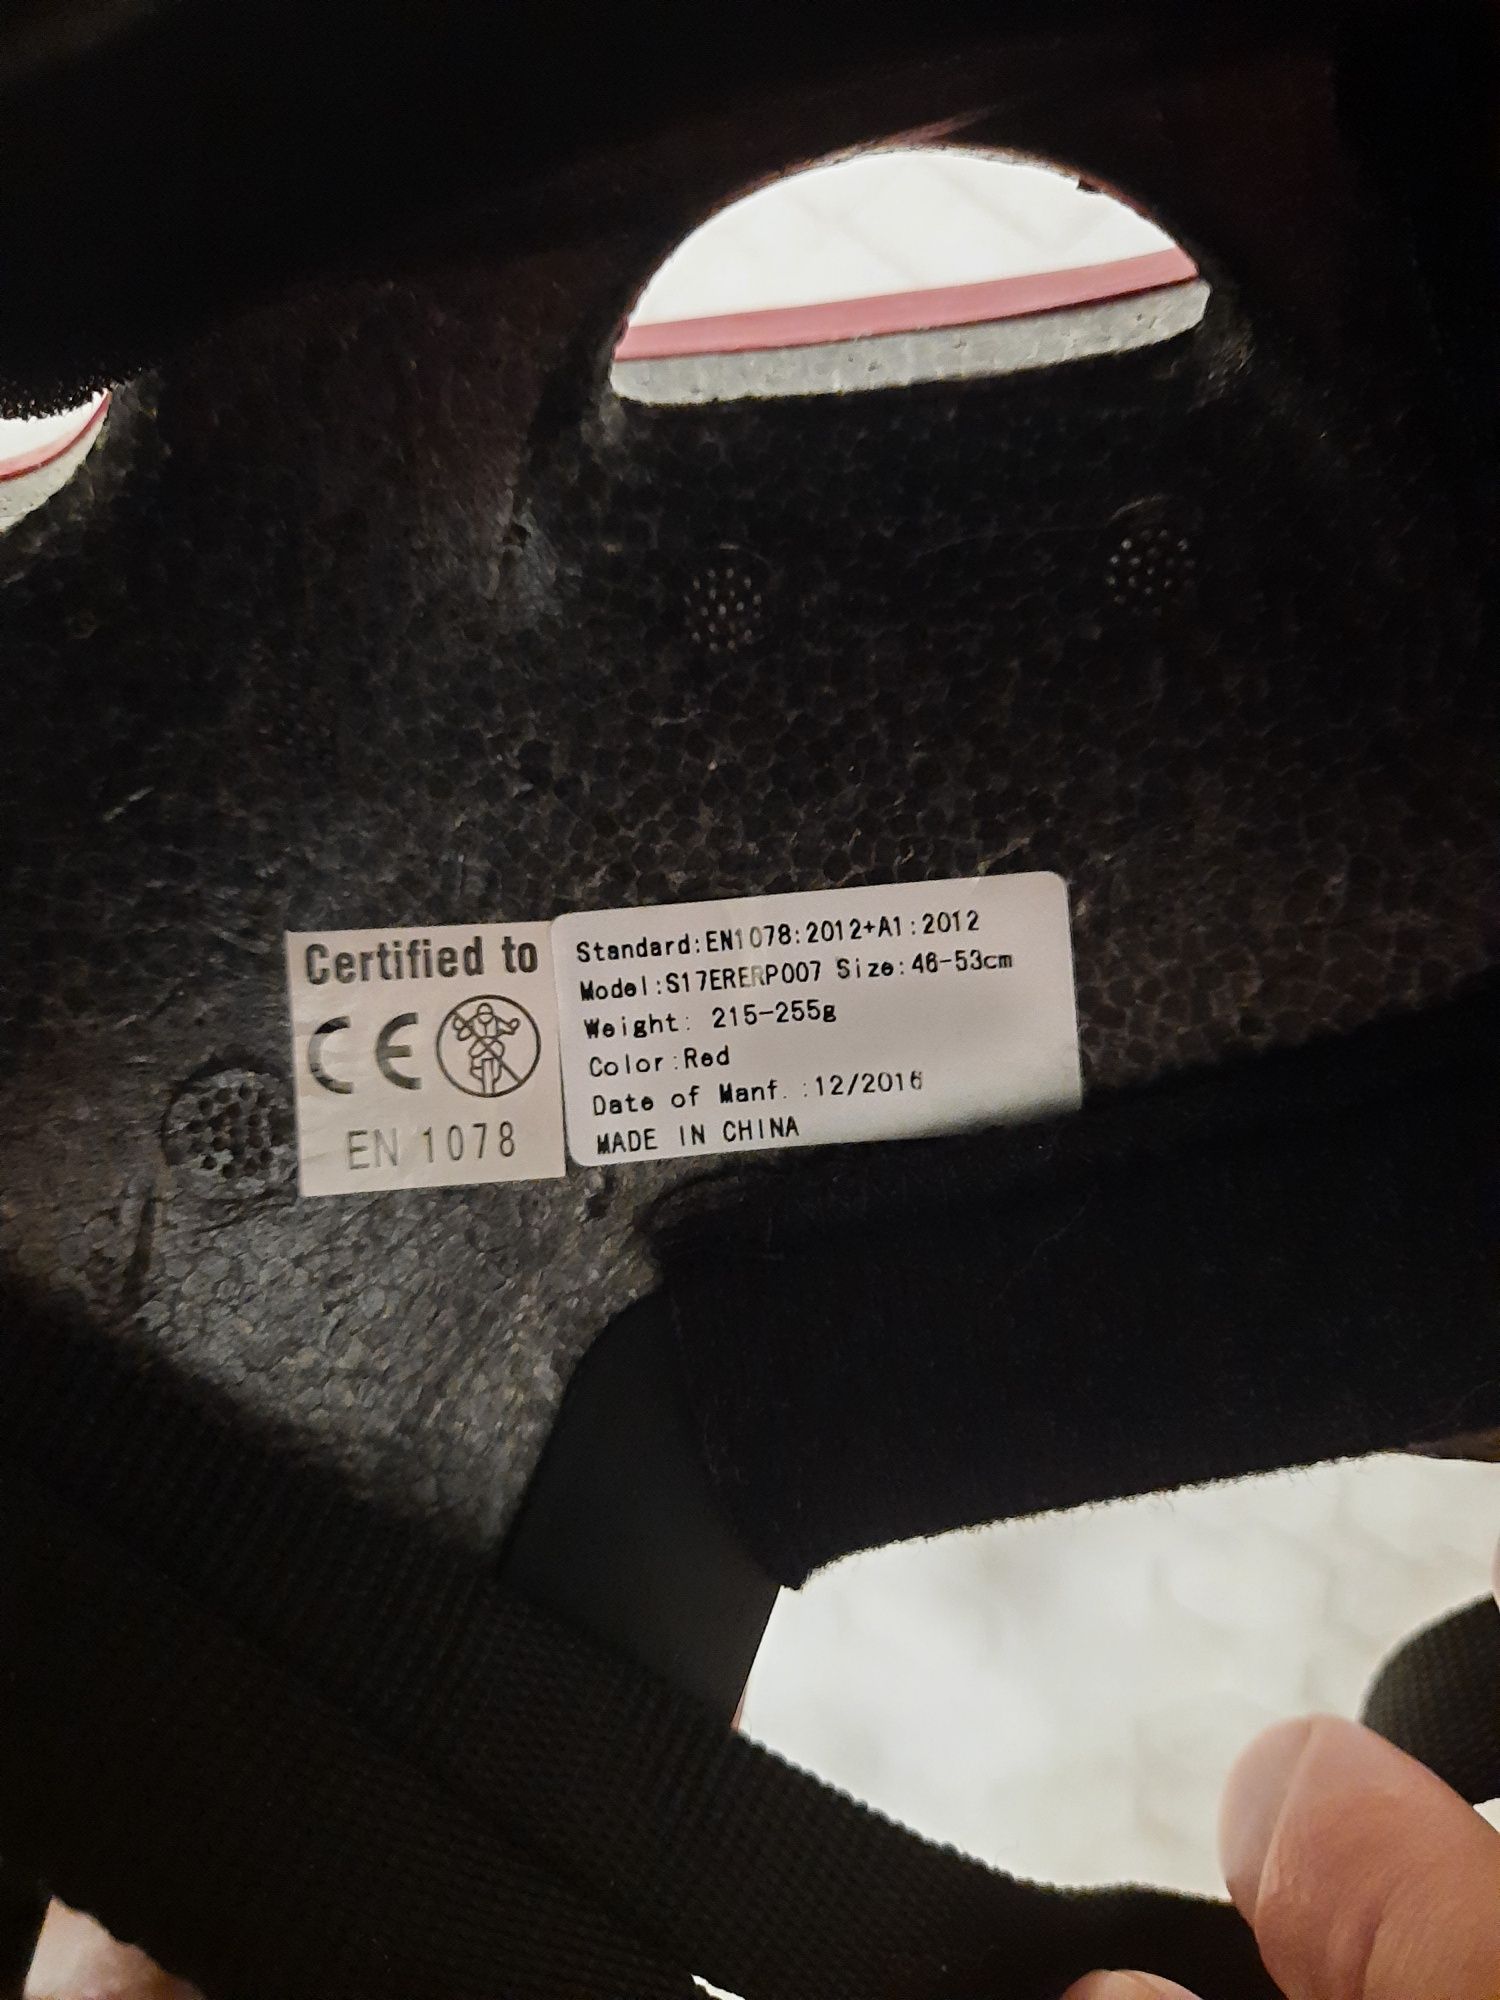 Certified to
CE
EN 1078
Standard:EN1078:2012+A1:2012
Model:S17ERERP007 Size:46-53cm
Weight: 215-255g
Color:Red
Date of Manf.:12/2016
MADE IN CHINA